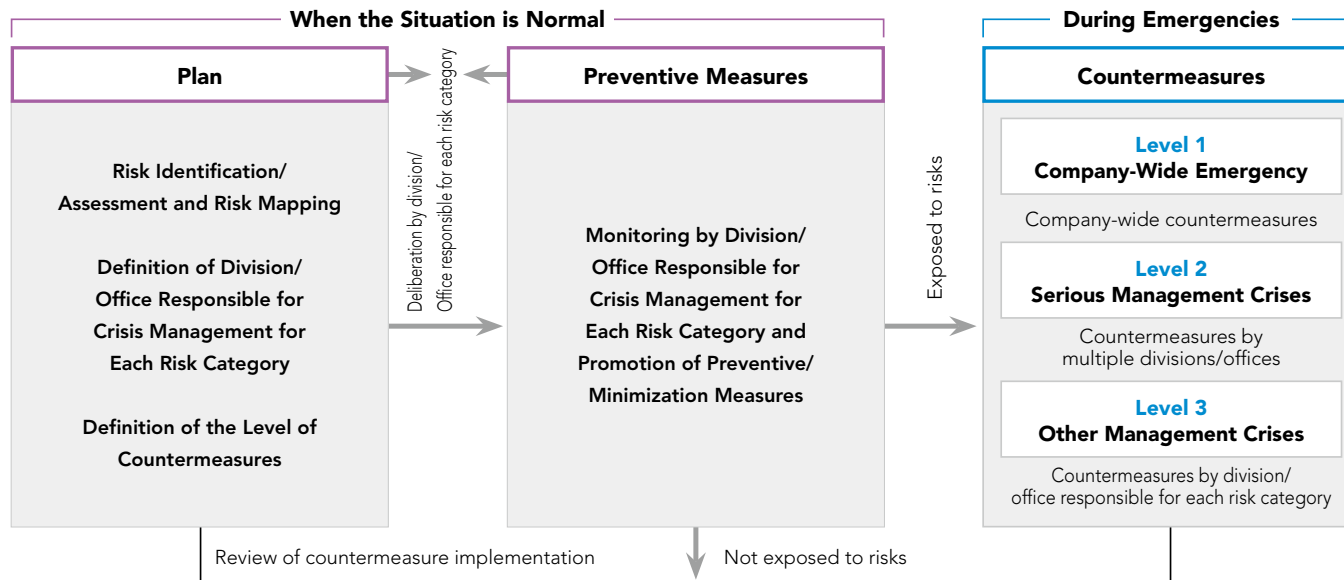 When the Situation is Normal
During Emergencies
Plan
Preventive Measures
Countermeasures
Risk Identification/
Assessment and Risk Mapping
Definition of Division/
Office Responsible for
Crisis Management for
Each Risk Category
Definition of the Level of
Countermeasures
Deliberation by division/
Office responsible for each risk category
Monitoring by Division/
Office Responsible for
Crisis Management for
Each Risk Category and
Promotion of Preventive/
Minimization Measures
Exposed to risks
Level 1
Company-Wide Emergency
Company-wide countermeasures
Level 2
Serious Management Crises
Countermeasures by
multiple divisions/offices
Level 3
Other Management Crises
Countermeasures by division/
office responsible for each risk category
Review of countermeasure implementation
Not exposed to risks